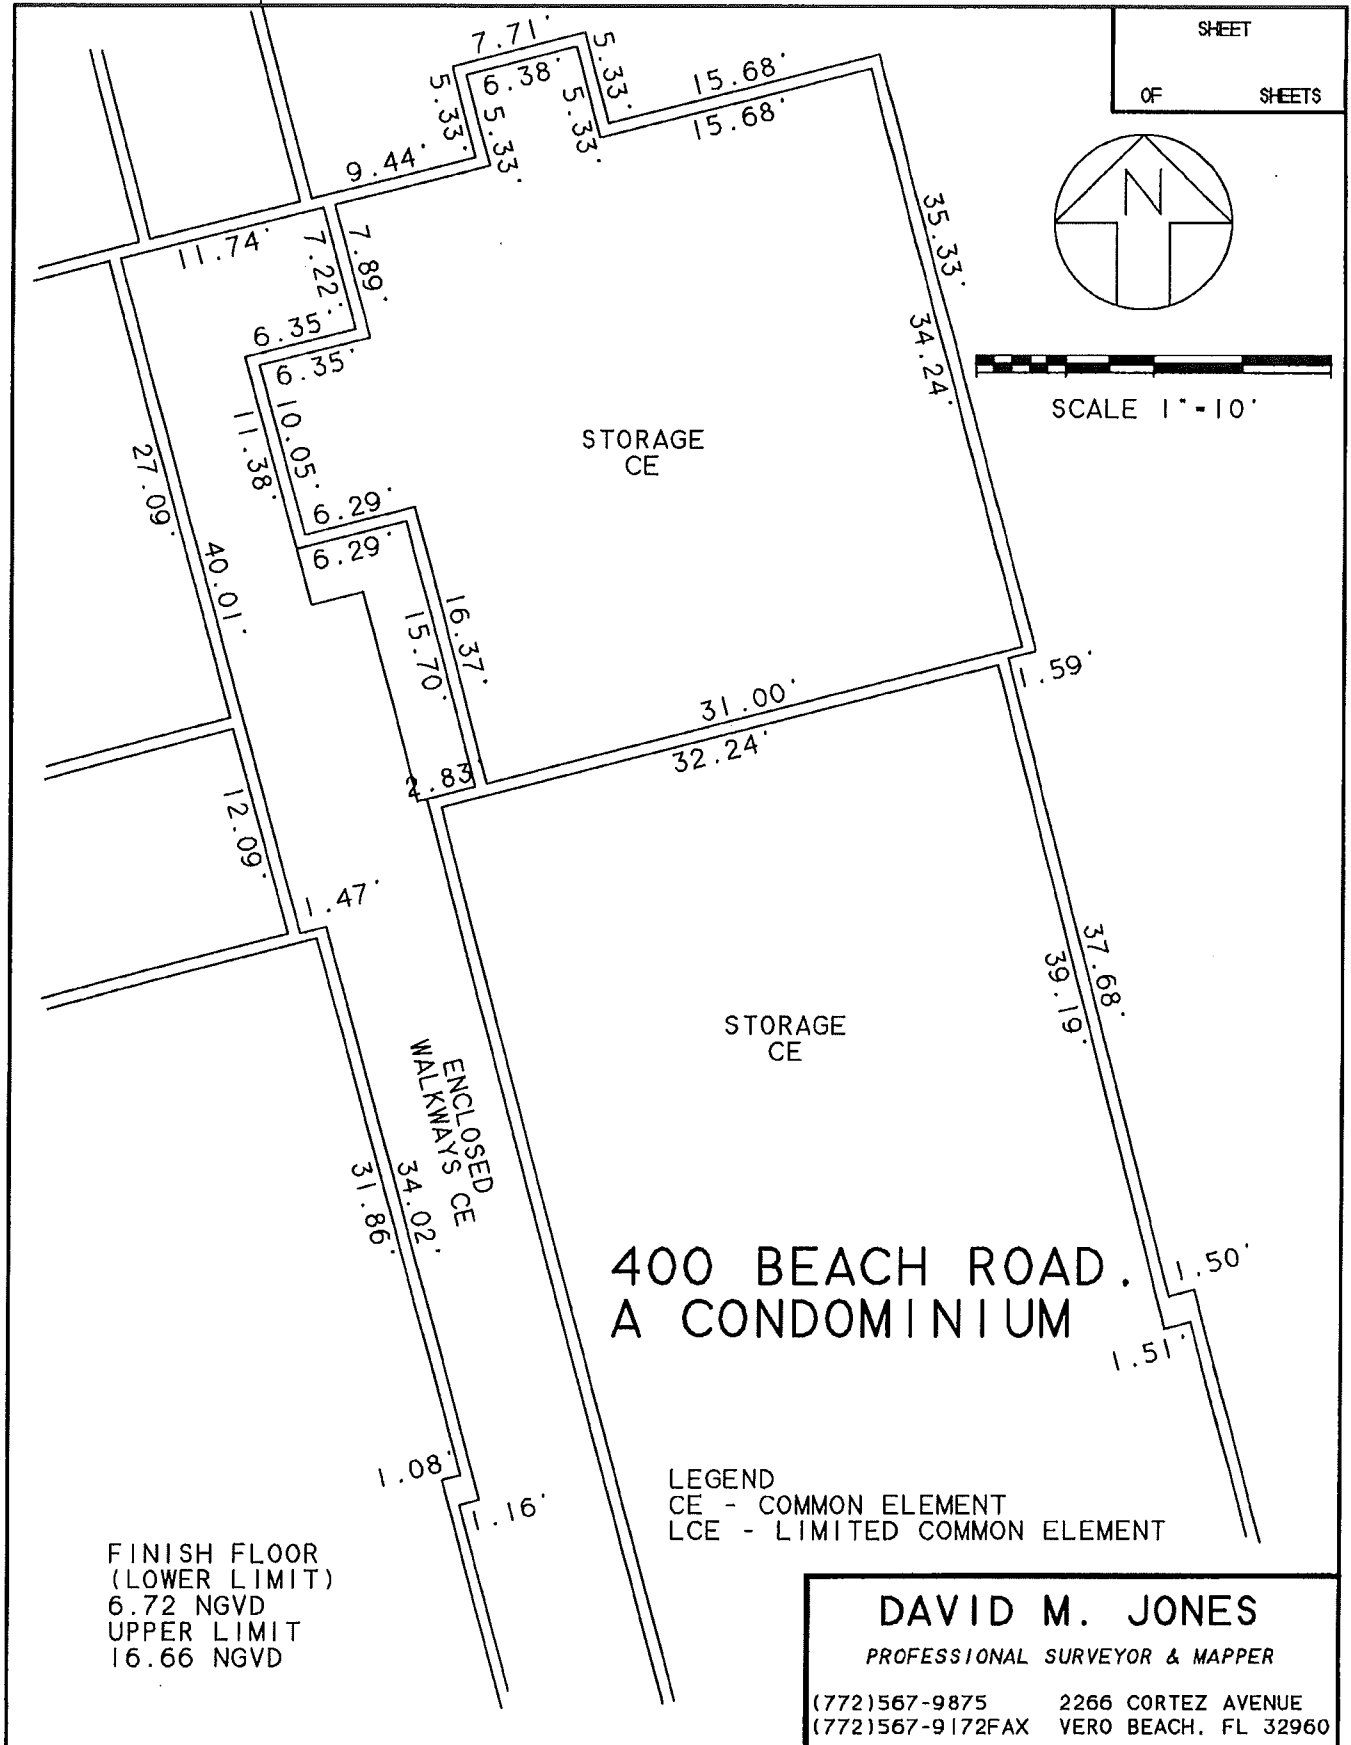 SHEET
OF SHEETS
7.71'
5.33'
6.38'
5.33'
15.68'
15.68'
5.33'
5.33'
9.44'
N
11.74'
7.22'
7.89'
35.33'
34.24'
6.35'
6.35'
SCALE 1"=10'
10.05'
11.38'
STORAGE
CE
27.09'
6.29'
6.29'
40.01'
15.70'
16.37'
1.59'
31.00'
32.24'
2.83'
12.09'
1.47'
37.68'
39.19'
STORAGE
CE
ENCLOSED
WALKWAYS CE
31.86'
34.02'
400 BEACH ROAD,
A CONDOMINIUM
1.50'
1.51'
1.08'
1.16'
LEGEND
CE - COMMON ELEMENT
LCE - LIMITED COMMON ELEMENT
FINISH FLOOR
(LOWER LIMIT)
6.72 NGVD
UPPER LIMIT
16.66 NGVD
DAVID M. JONES
PROFESSIONAL SURVEYOR & MAPPER
(772)567-9875 2266 CORTEZ AVENUE
(772)567-9172FAX VERO BEACH, FL 32960